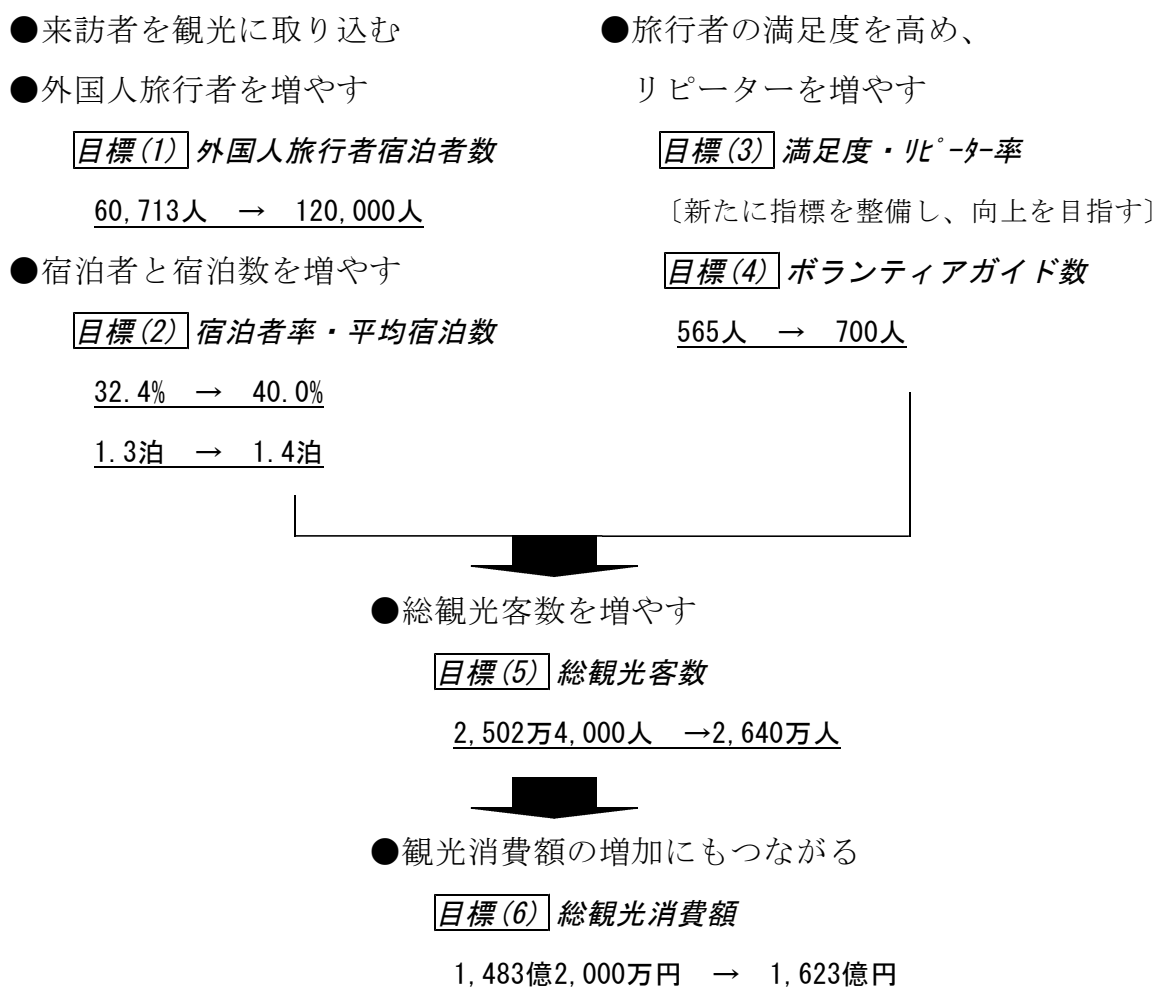 ●来訪者を観光に取り込む
●外国人旅行者を増やす
目標(1) 外国人旅行者宿泊者数
60,713人 → 120,000人
●宿泊者と宿泊数を増やす
目標(2) 宿泊者率・平均宿泊数
32.4% → 40.0%
1.3泊 → 1.4泊
●旅行者の満足度を高め、
リピーターを増やす
目標(3) 満足度・ﾘﾋﾟｰﾀｰ率
〔新たに指標を整備し、向上を目指す〕
目標(4) ボランティアガイド数
565人 → 700人
●総観光客数を増やす
目標(5) 総観光客数
2,502万4,000人 →2,640万人
●観光消費額の増加にもつながる
目標(6) 総観光消費額
1,483億2,000万円 → 1,623億円